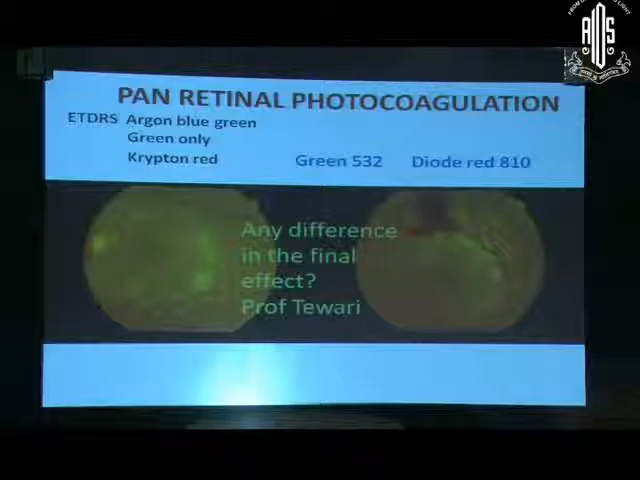 PAN RETINAL PHOTOCOAGULATION
ETDRS Argon blue green
Green only
Krypton red
Green 532
Diode red 810
Any difference
in the final
effect?
Prof Tewari
AIOS